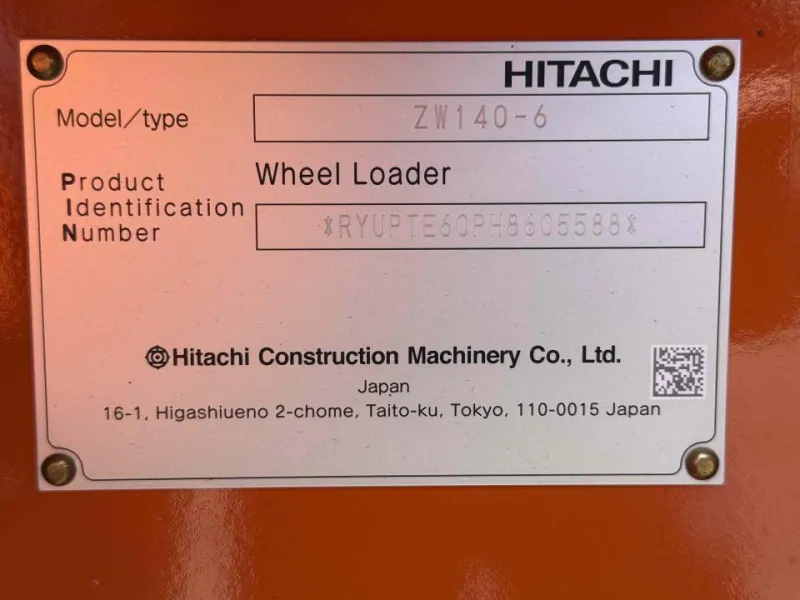 HITACHI
Model/type ZW140-6
Wheel Loader
Product
Identification
Number
*RYUPTE60PH8605588*
Hitachi Construction Machinery Co., Ltd.
Japan
16-1, Higashiueno 2-chome, Taito-ku, Tokyo, 110-0015 Japan